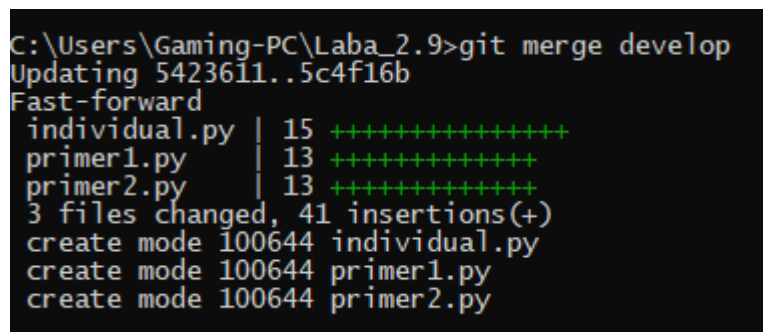 C:\Users\Gaming-PC\Laba_2.9>git merge develop
Updating 5423611..5c4f16b
Fast-forward
 individual.py | 15 +++++++++++++++
 primer1.py    | 13 +++++++++++++
 primer2.py    | 13 +++++++++++++
 3 files changed, 41 insertions(+)
 create mode 100644 individual.py
 create mode 100644 primer1.py
 create mode 100644 primer2.py